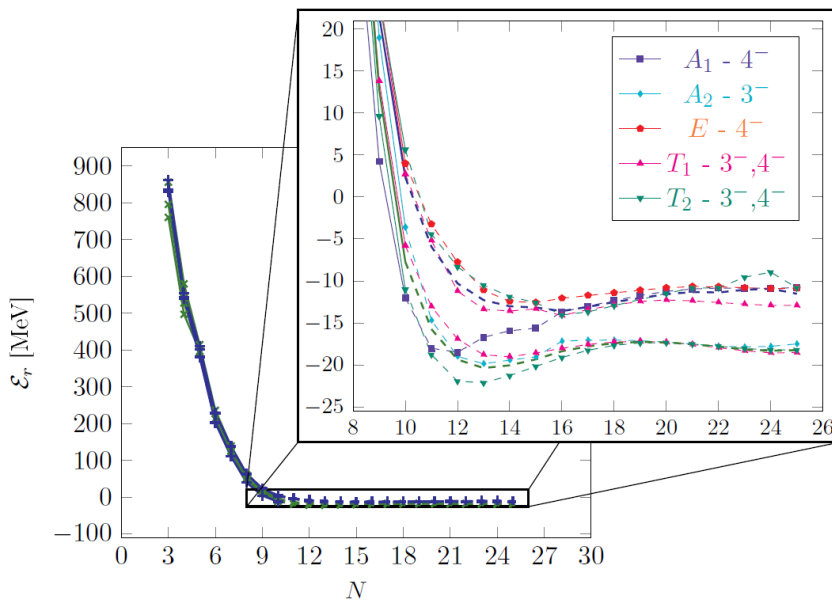 20
15
10
5
0
−5
−10
−15
−20
−25
8 10 12 14 16 18 20 22 24 26
A₁ - 4⁻
A₂ - 3⁻
E - 4⁻
T₁ - 3⁻,4⁻
T₂ - 3⁻,4⁻
900
800
700
600
500
400
300
200
100
0
−100
0 3 6 9 12 15 18 21 24 27 30
ℰᵣ [MeV]
N